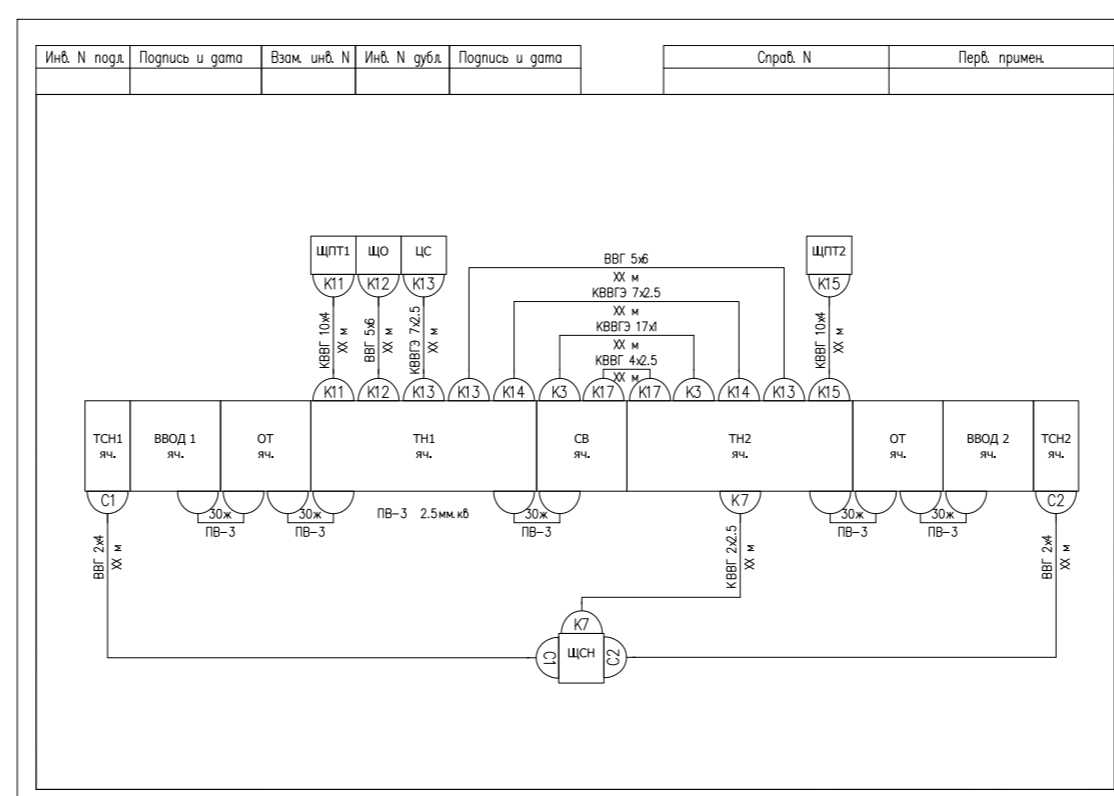 Инв. N подл. Подпись и дата Взам. инв. N Инв. N дубл. Подпись и дата Справ. N Перв. примен.
ЩПТ1 ЩО ЦС ЩПТ2
К11 К12 К13 К15
ВВГ 5х6
ХХ м
КВВГЭ 7х2.5
ХХ м
КВВГЭ 17х1
ХХ м
КВВГ 4х2.5
ХХ м
КВВГ 10х4
ХХ м
ВВГ 5х6
ХХ м
КВВГЭ 7х2.5
ХХ м
КВВГ 10х4
ХХ м
К11 К12 К13 К13 К14 К3 К17 К17 К3 К14 К13 К15
ТСН1 ВВОД 1 ОТ ТН1 СВ ТН2 ОТ ВВОД 2 ТСН2
яч. яч. яч. яч. яч. яч. яч. яч. яч.
С1 К7 С2
30ж 30ж ПВ-3 2.5мм.кв 30ж 30ж 30ж
ПВ-3 ПВ-3 ПВ-3 ПВ-3 ПВ-3
ВВГ 2х4
ХХ м
КВВГ 2х2.5
ХХ м
ВВГ 2х4
ХХ м
К7
С1 ЩСН С2